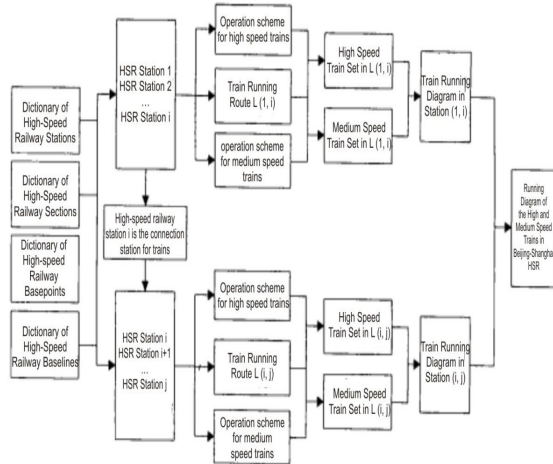 Dictionary of
High-Speed
Railway Stations
Dictionary of
High-Speed
Railway Sections
Dictionary of
High-speed
Railway
Basepoints
Dictionary of
High-Speed
Railway Baselines
HSR Station 1
HSR Station 2
...
HSR Station i
High-speed railway
station i is the connection
station for trains
HSR Station i
HSR Station i+1
...
HSR Station j
Operation scheme
for high speed trains
Train Running
Route L (1, i)
operation scheme
for medium speed
trains
High Speed
Train Set in L (1, i)
Medium Speed
Train Set in L (1, i)
Train Running
Diagram in
Station (1, i)
Operation scheme
for high speed trains
Train Running
Route L (i, j)
Operation scheme
for medium speed
trains
High Speed
Train Set in L (i, j)
Medium Speed
Train Set in L (i, j)
Train Running
Diagram in
Station (i, j)
Running
Diagram of
the High and
Medium Speed
Trains in
Beijing-Shangha
HSR